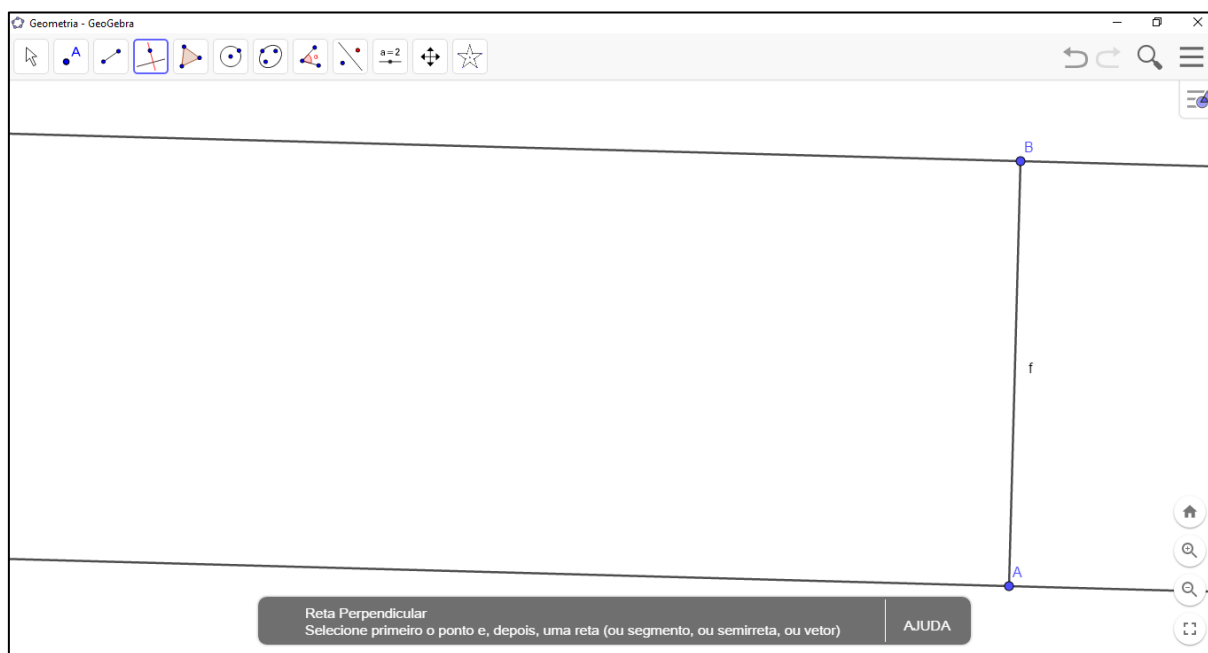 Geometria - GeoGebra
A
a=2
B
f
A
Reta Perpendicular
Selecione primeiro o ponto e, depois, uma reta (ou segmento, ou semirreta, ou vetor)
AJUDA